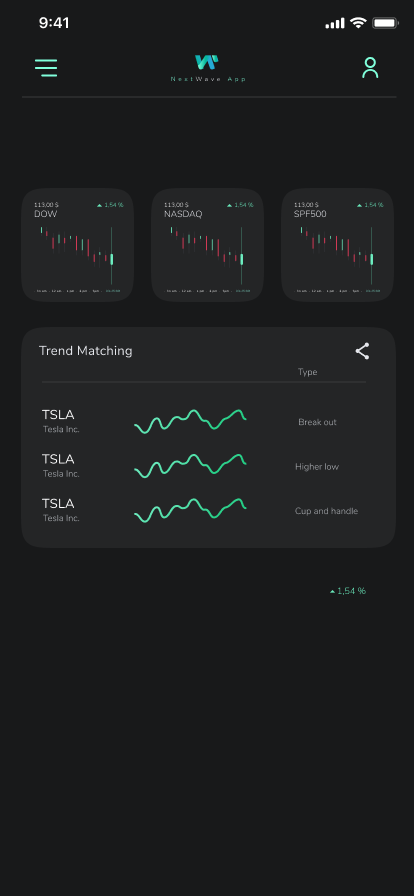 9:41
NextWave App
113,00 $ 1,54 %
DOW
113,00 $ 1,54 %
NASDAQ
113,00 $ 1,54 %
SPF500
Trend Matching
Type
TSLA
Tesla Inc.
Break out
TSLA
Tesla Inc.
Higher low
TSLA
Tesla Inc.
Cup and handle
1,54 %